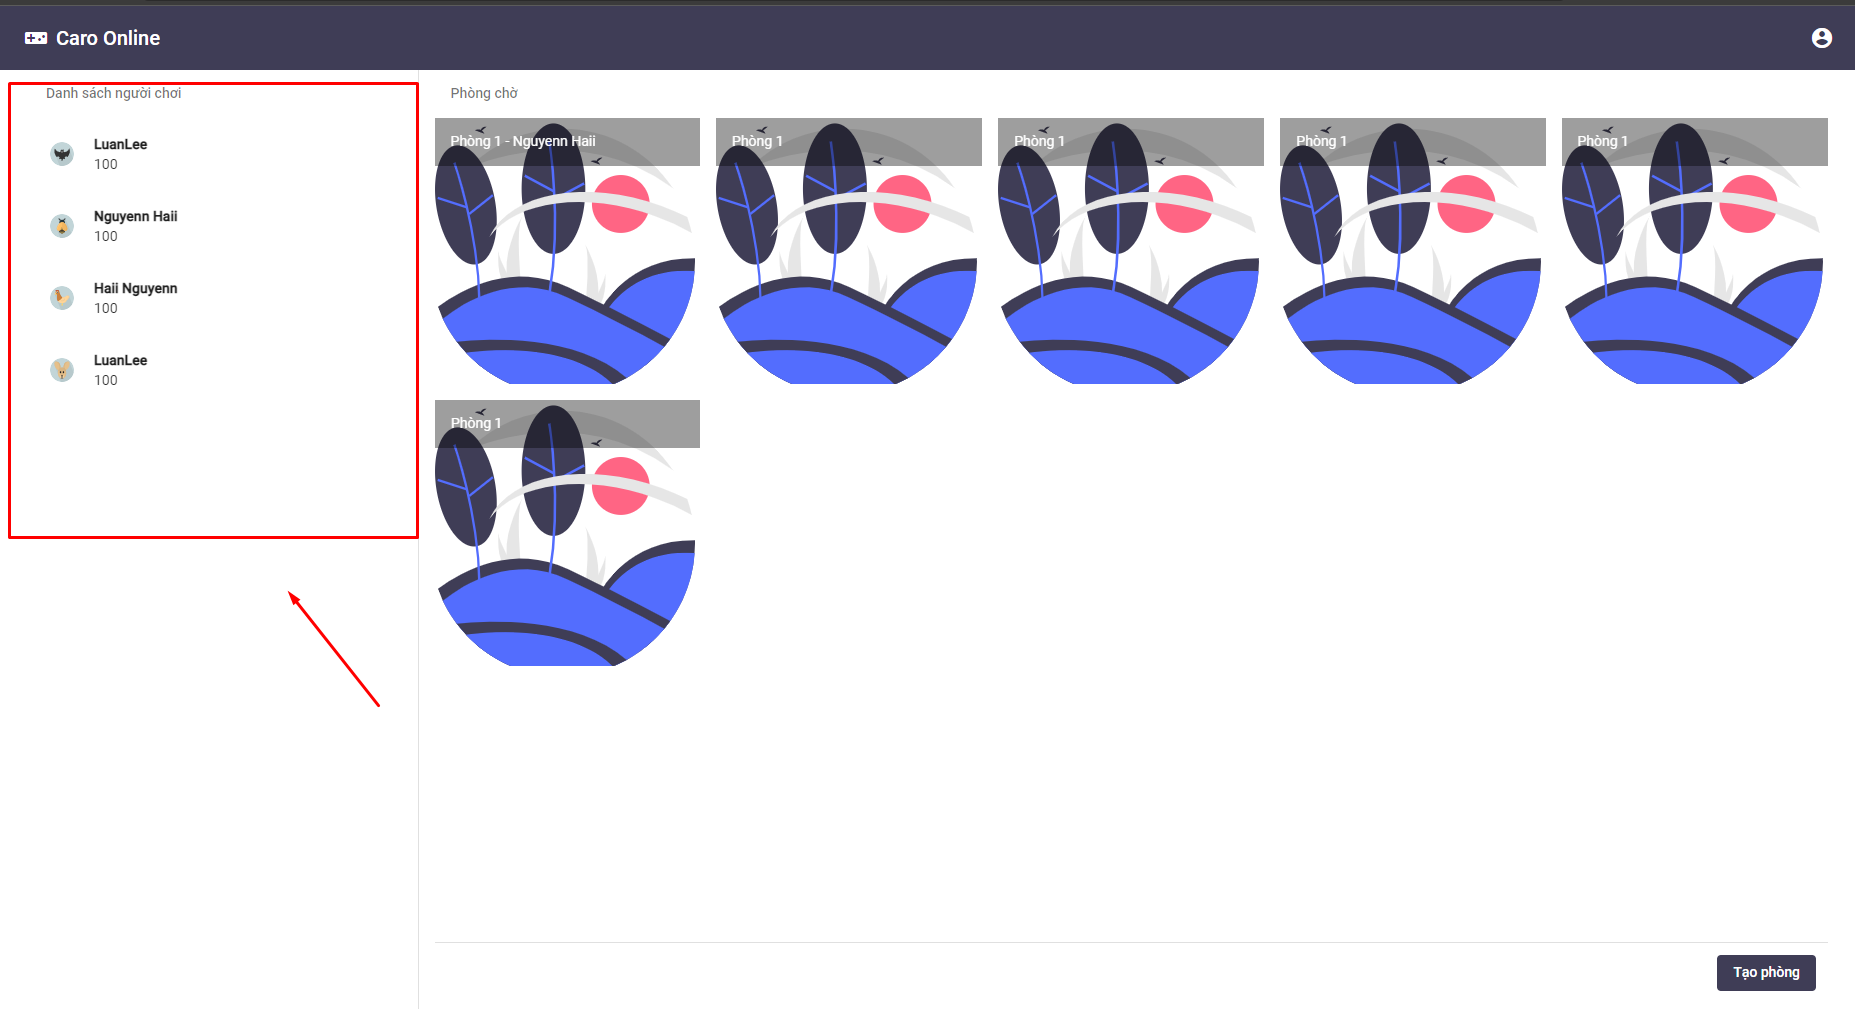 Caro Online
Danh sách người chơi
LuanLee
100
Nguyenn Haii
100
Haii Nguyenn
100
LuanLee
100
Phòng chờ
Phòng 1 - Nguyenn Haii
Phòng 1
Phòng 1
Phòng 1
Phòng 1
Phòng 1
Tạo phòng